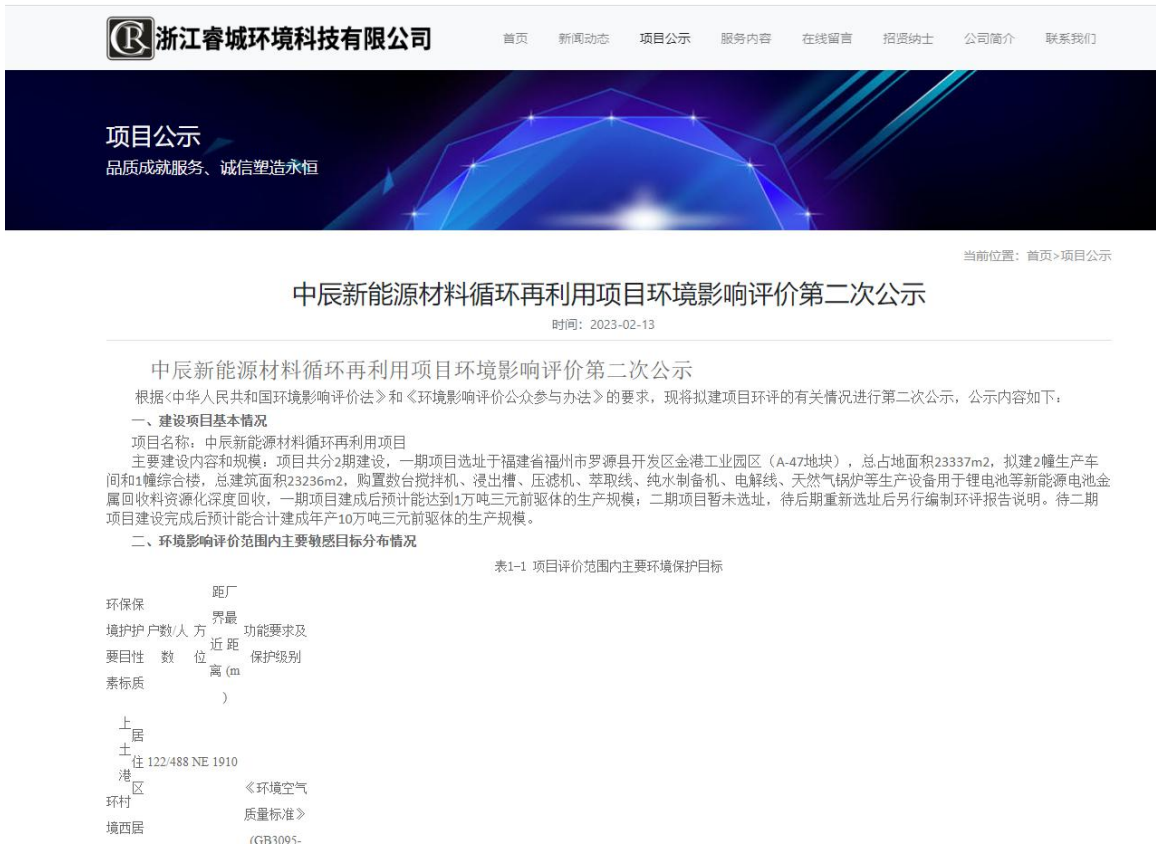 浙江睿城环境科技有限公司
首页 新闻动态 项目公示 服务内容 在线留言 招贤纳士 公司简介 联系我们
项目公示
品质成就服务、诚信塑造永恒
当前位置：首页>项目公示
中辰新能源材料循环再利用项目环境影响评价第二次公示
时间：2023-02-13
中辰新能源材料循环再利用项目环境影响评价第二次公示
根据<中华人民共和国环境影响评价法》和《环境影响评价公众参与办法》的要求，现将拟建项目环评的有关情况进行第二次公示，公示内容如下：
一、建设项目基本情况
项目名称：中辰新能源材料循环再利用项目
主要建设内容和规模：项目共分2期建设，一期项目选址于福建省福州市罗源县开发区金港工业园区（A-47地块），总占地面积23337m2，拟建2幢生产车
间和1幢综合楼，总建筑面积23236m2，购置数台搅拌机、浸出槽、压滤机、萃取线、纯水制备机、电解线、天然气锅炉等生产设备用于锂电池等新能源电池金
属回收料资源化深度回收，一期项目建成后预计能达到1万吨三元前驱体的生产规模；二期项目暂未选址，待后期重新选址后另行编制环评报告说明。待二期
项目建设完成后预计能合计建成年产10万吨三元前驱体的生产规模。
二、环境影响评价范围内主要敏感目标分布情况
表1-1 项目评价范围内主要环境保护目标
距厂
环保保
界最
境护护 户数/人 方 功能要求及
近 距
要目性 数 位 保护级别
离 (m
素标质
)
上
居
土
住 122/488 NE 1910
港
区 《环境空气
环村
质量标准》
境西居
(GB3095-